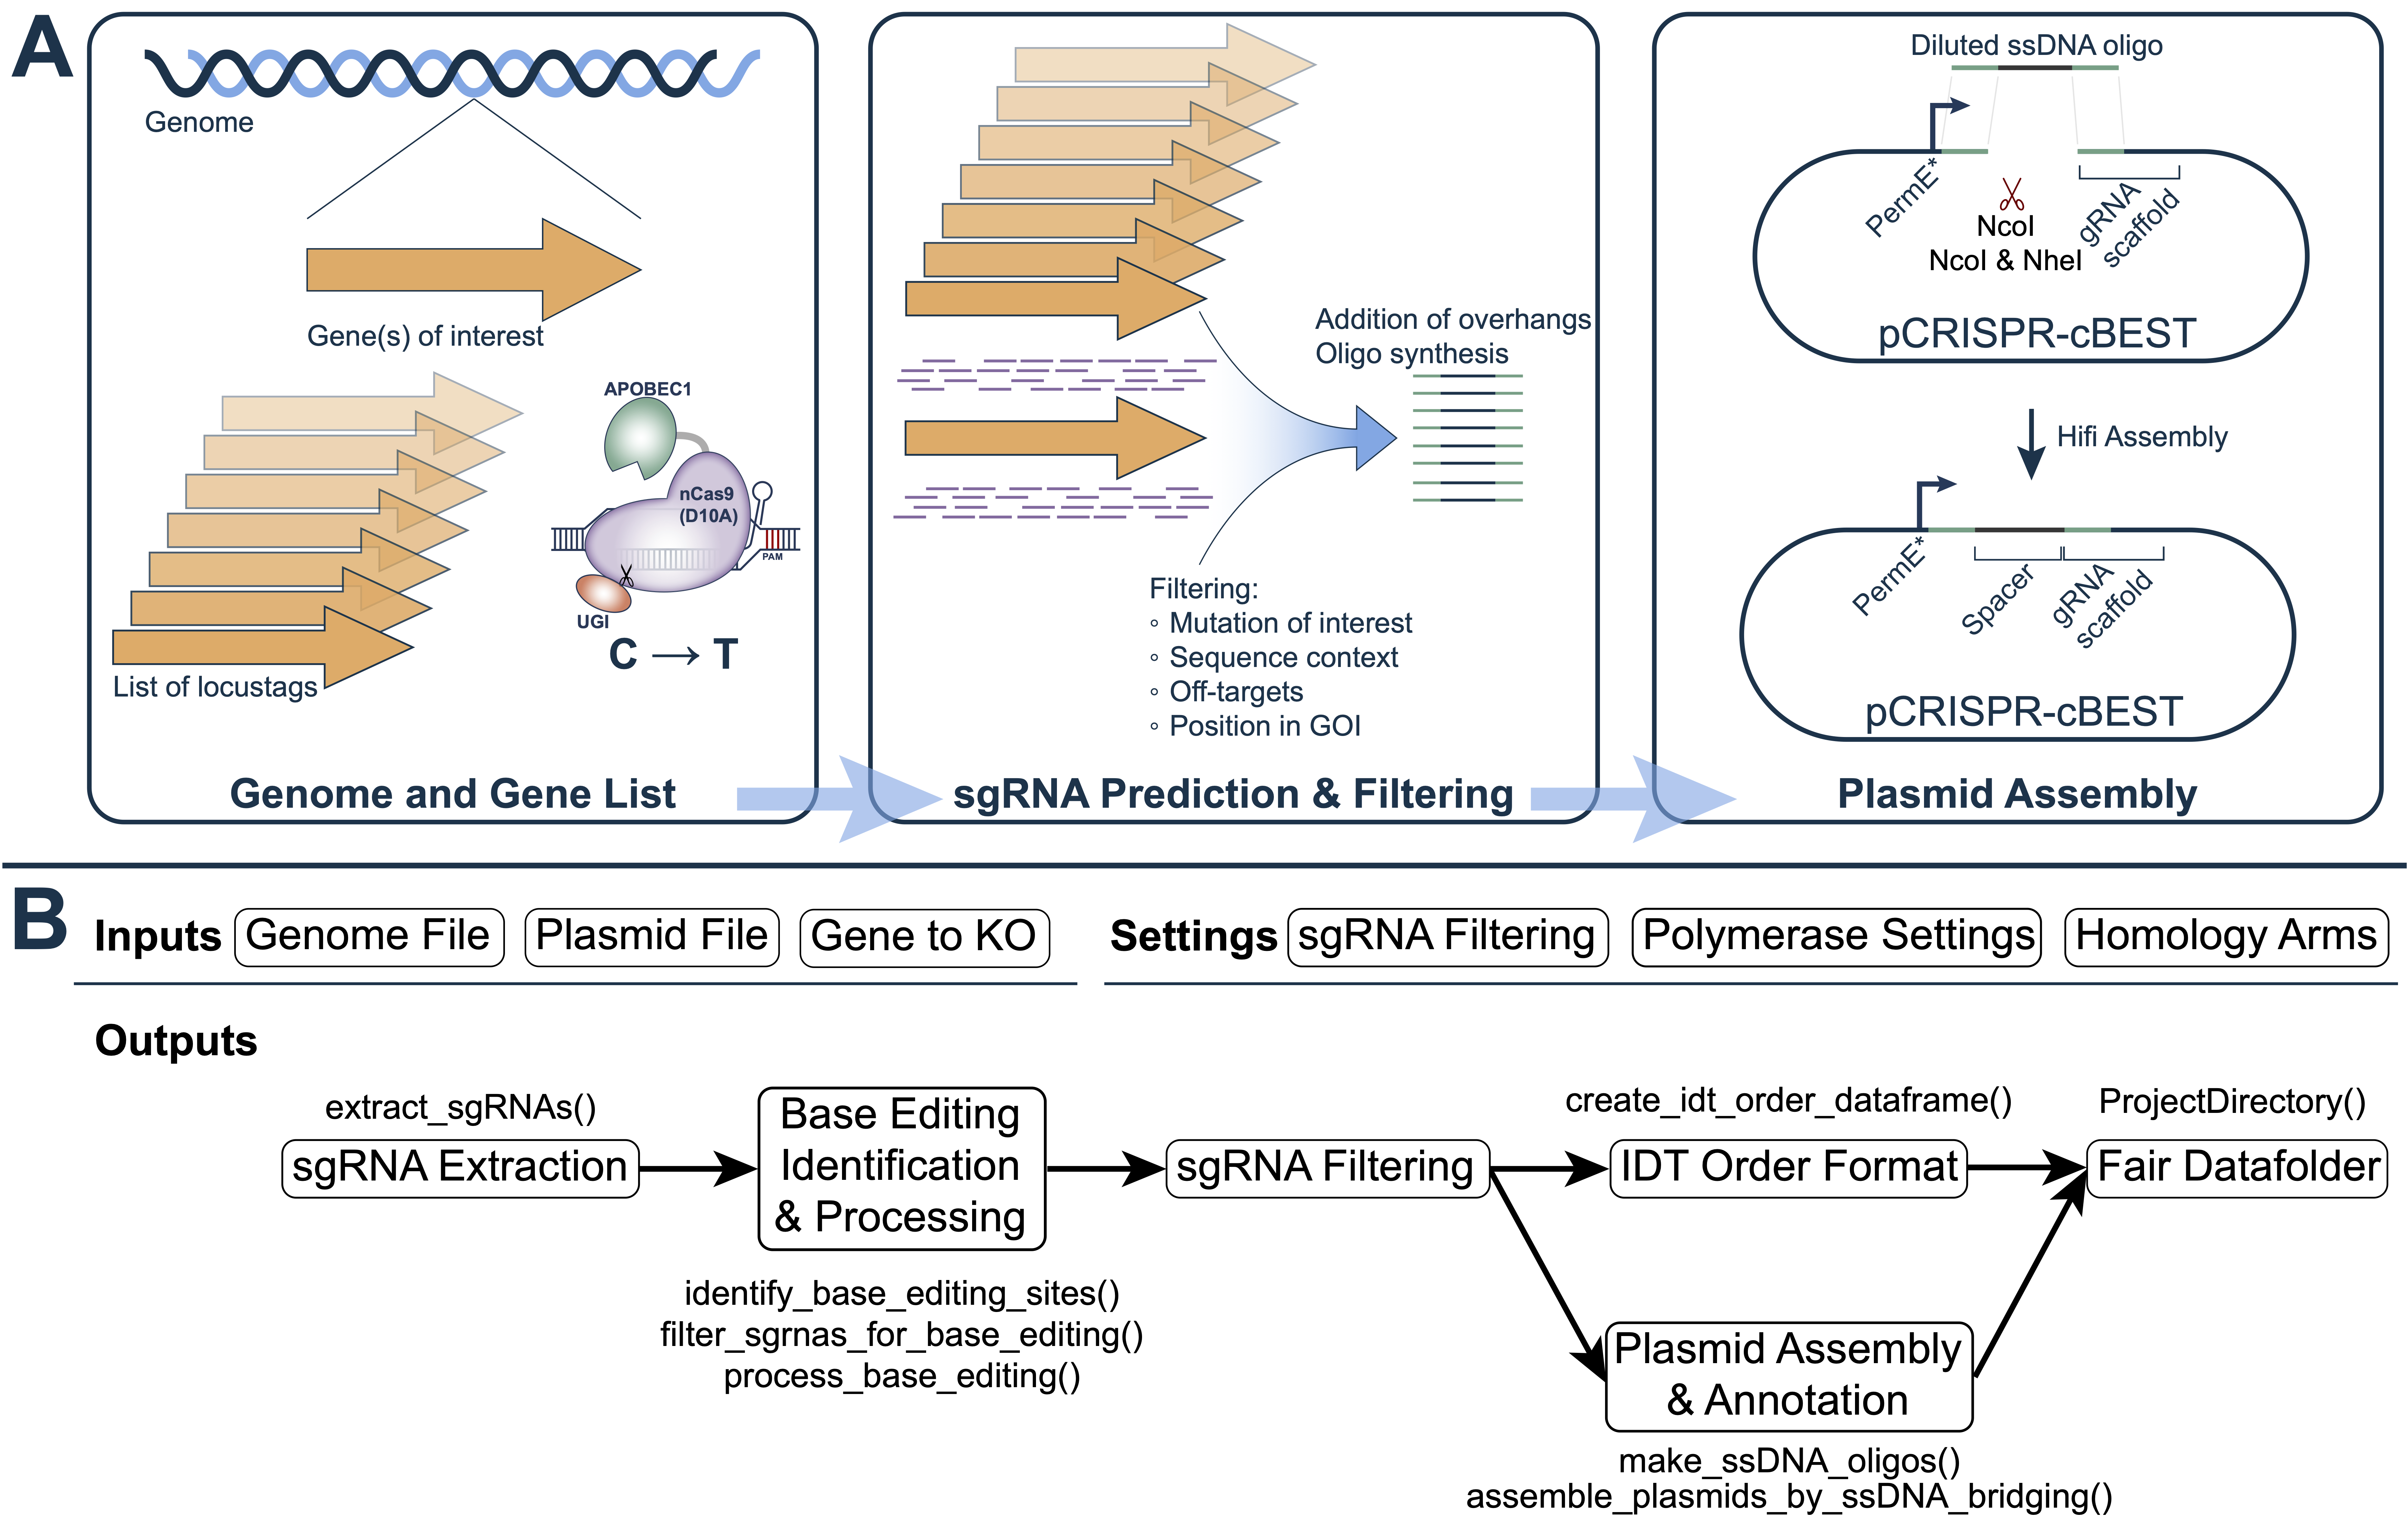 A
Genome
Gene(s) of interest
List of locustags
APOBEC1
nCas9
(D10A)
PAM
UGI
C → T
Genome and Gene List
Addition of overhangs
Oligo synthesis
Filtering:
◦ Mutation of interest
◦ Sequence context
◦ Off-targets
◦ Position in GOI
sgRNA Prediction & Filtering
Diluted ssDNA oligo
PermE*
NcoI
NcoI & NheI
gRNA
scaffold
pCRISPR-cBEST
Hifi Assembly
PermE*
Spacer
gRNA
scaffold
pCRISPR-cBEST
Plasmid Assembly
B
Inputs Genome File Plasmid File Gene to KO
Settings sgRNA Filtering Polymerase Settings Homology Arms
Outputs
extract_sgRNAs()
sgRNA Extraction
Base Editing
Identification
& Processing
identify_base_editing_sites()
filter_sgrnas_for_base_editing()
process_base_editing()
sgRNA Filtering
create_idt_order_dataframe()
IDT Order Format
ProjectDirectory()
Fair Datafolder
Plasmid Assembly
& Annotation
make_ssDNA_oligos()
assemble_plasmids_by_ssDNA_bridging()